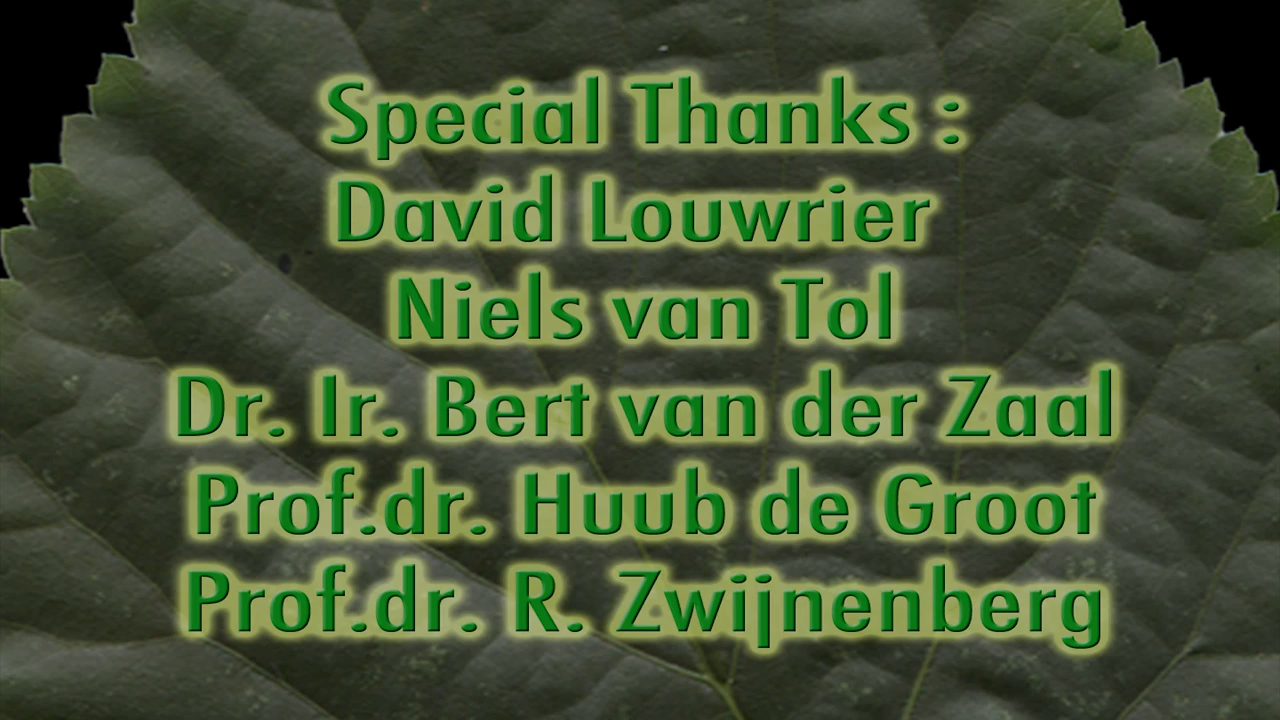 Special Thanks :
David Louwrier
Niels van Tol
Dr. Ir. Bert van der Zaal
Prof.dr. Huub de Groot
Prof.dr. R. Zwijnenberg